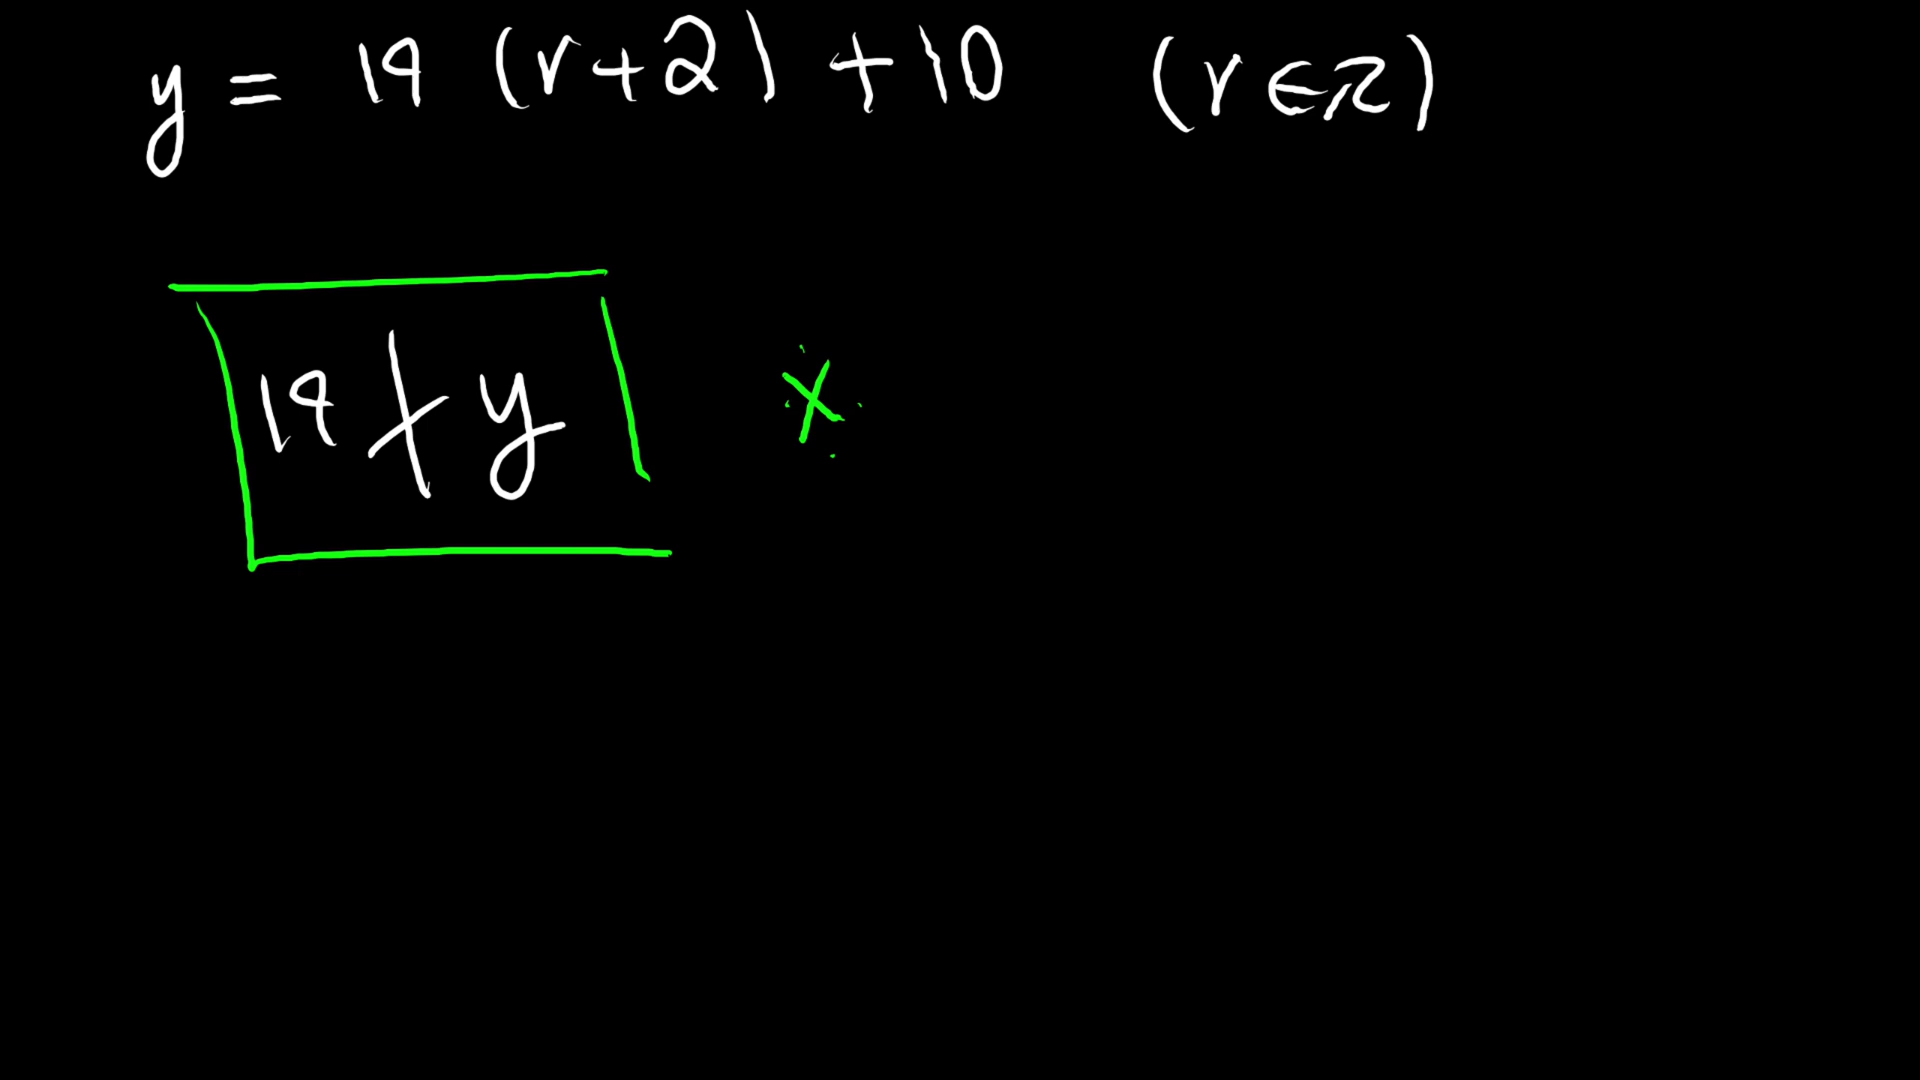 y = 19 (r+2) + 10 (r ∈ Z)
19 ∤ y ※